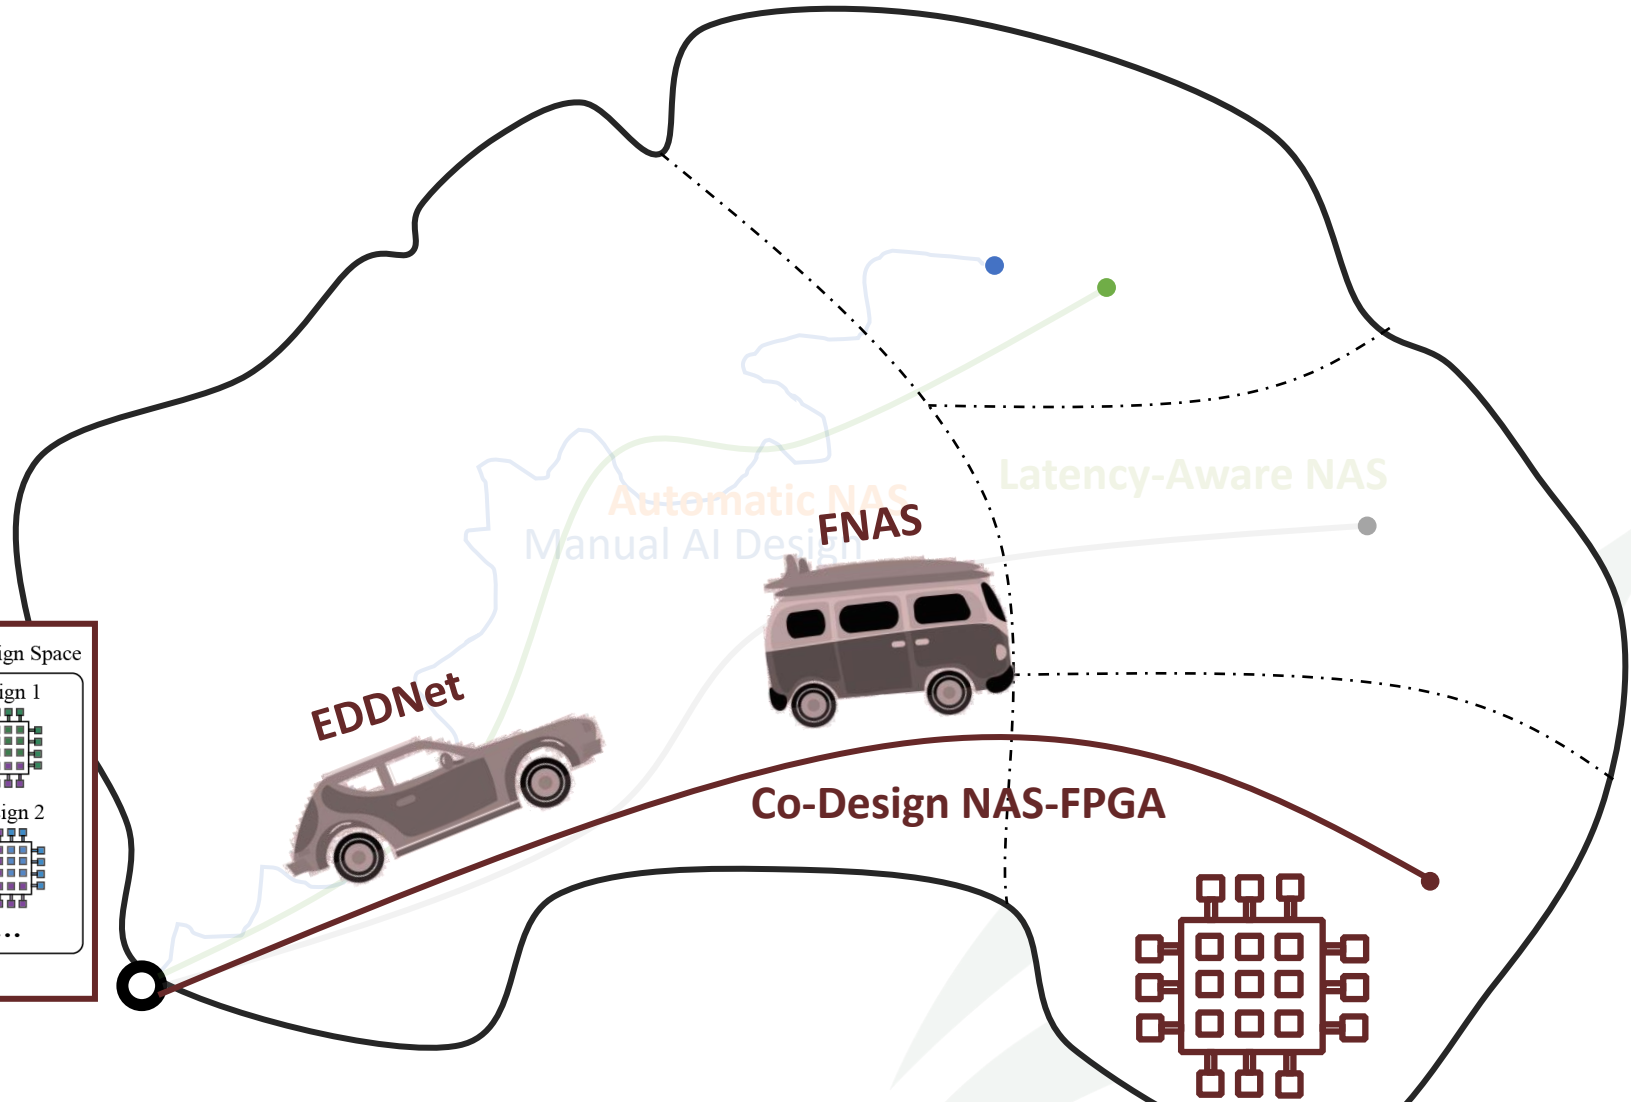 Latency-Aware NAS
Automatic NAS
FNAS
Manual AI Design
EDDNet
Co-Design NAS-FPGA
ign Space
ign 1
ign 2
...